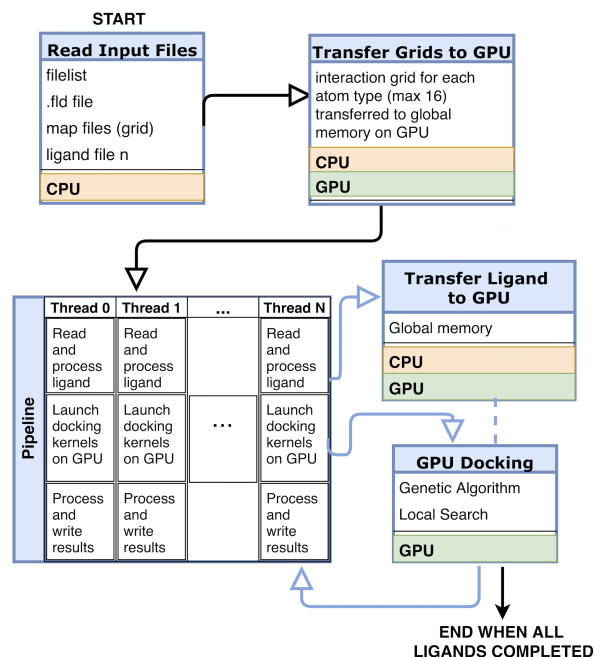 START
Read Input Files
filelist
.fld file
map files (grid)
ligand file n
CPU
Transfer Grids to GPU
interaction grid for each
atom type (max 16)
transferred to global
memory on GPU
CPU
GPU
Pipeline
Thread 0
Thread 1
...
Thread N
Read
and
process
ligand
Read
and
process
ligand
Read
and
process
ligand
Launch
docking
kernels
on GPU
Launch
docking
kernels
on GPU
...
Launch
docking
kernels
on GPU
Process
and
write
results
Process
and
write
results
Process
and
write
results
Transfer Ligand
to GPU
Global memory
CPU
GPU
GPU Docking
Genetic Algorithm
Local Search
GPU
END WHEN ALL
LIGANDS COMPLETED